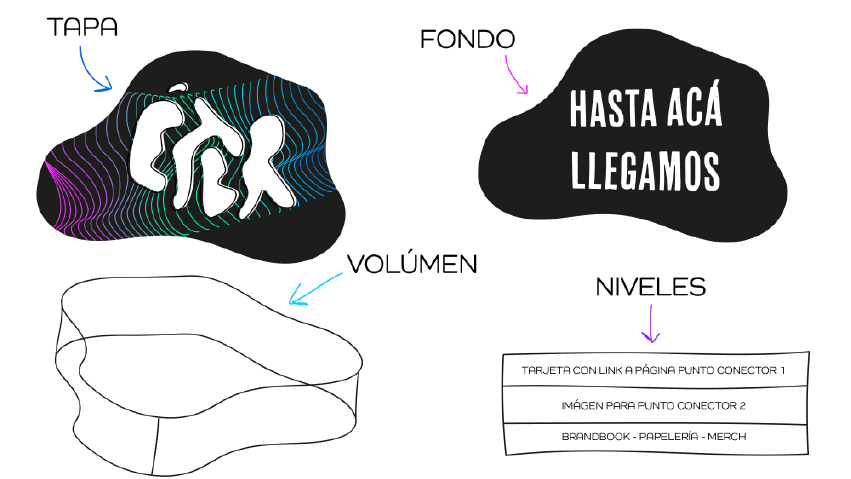 TAPA
FONDO
HASTA ACÁ
LLEGAMOS
VOLÚMEN
NIVELES
TARJETA CON LINK A PÁGINA PUNTO CONECTOR 1
IMÁGEN PARA PUNTO CONECTOR 2
BRANDBOOK - PAPELERÍA - MERCH